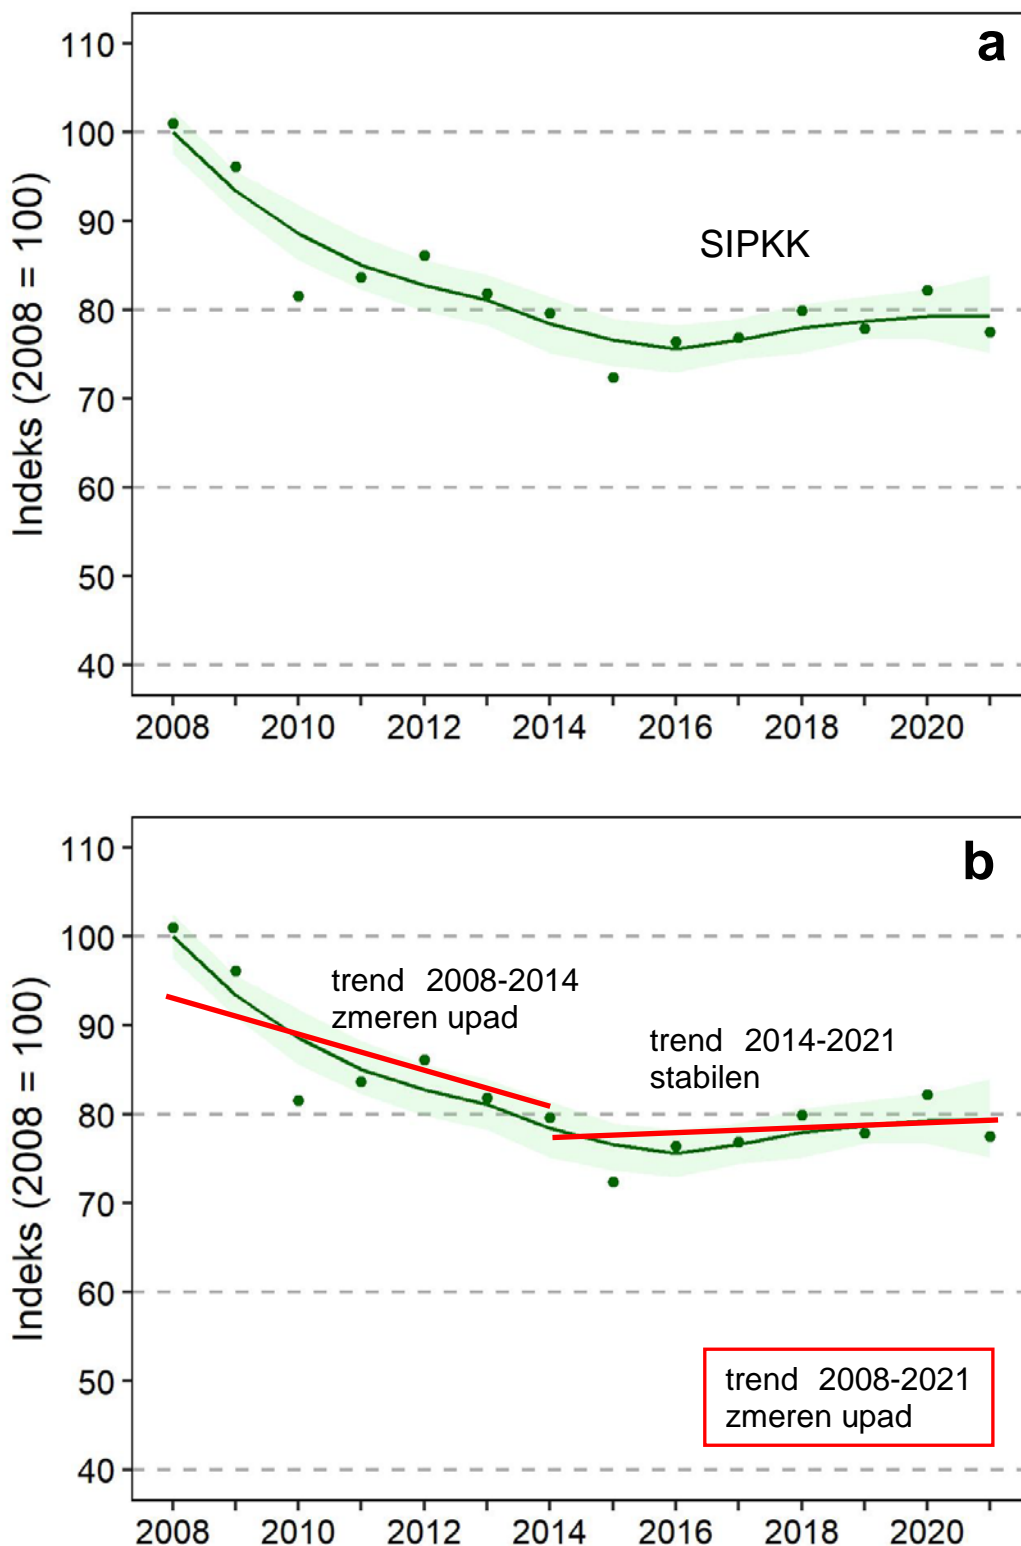 a
Indeks (2008 = 100)
110
100
90
80
70
60
50
40
SIPKK
2008 2010 2012 2014 2016 2018 2020
b
Indeks (2008 = 100)
110
100
90
80
70
60
50
40
trend 2008-2014
zmeren upad
trend 2014-2021
stabilen
trend 2008-2021
zmeren upad
2008 2010 2012 2014 2016 2018 2020